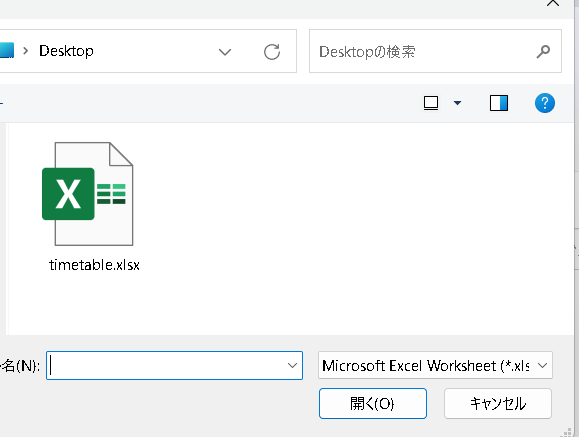 Desktop
Desktopの検索
timetable.xlsx
名(N):
Microsoft Excel Worksheet (*.xls
開く(O)
キャンセル